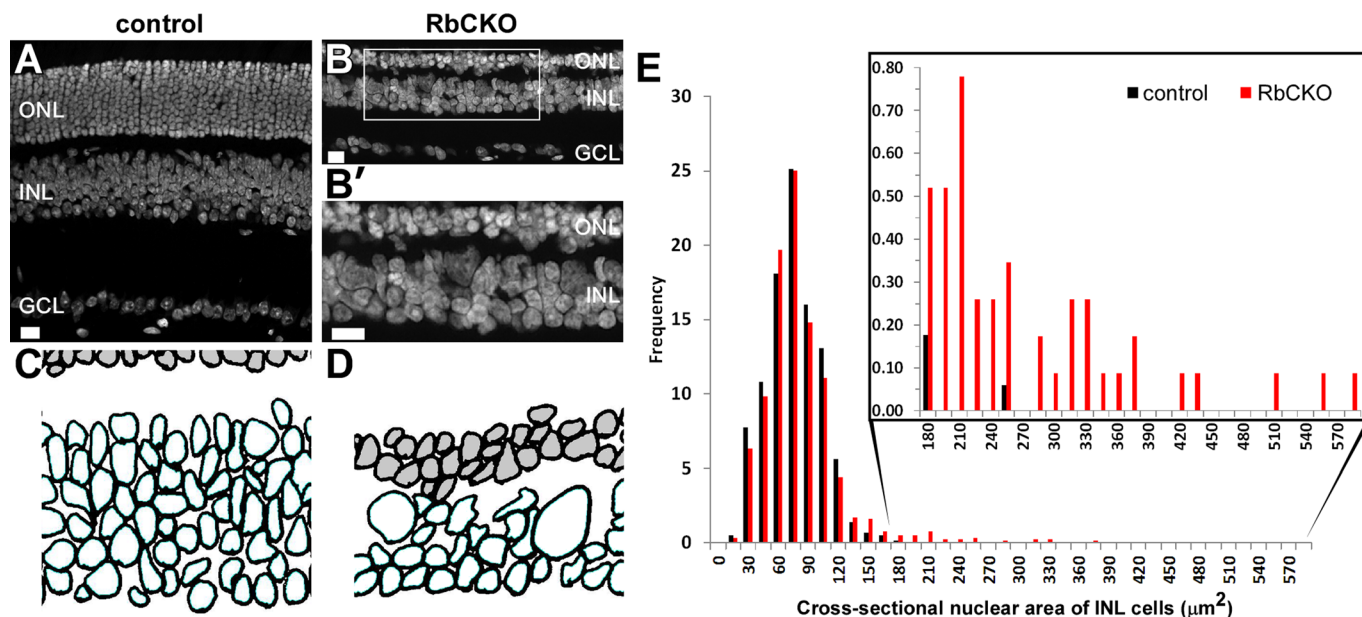 control
RbCKO
A
ONL
INL
GCL
B
ONL
INL
GCL
B′
ONL
INL
C
D
E
Frequency
30
25
20
15
10
5
0
0 30 60 90 120 150 180 210 240 270 300 330 360 390 420 450 480 510 540 570
Cross-sectional nuclear area of INL cells (μm²)
control
RbCKO
0.80
0.70
0.60
0.50
0.40
0.30
0.20
0.10
0.00
180 210 240 270 300 330 360 390 420 450 480 510 540 570